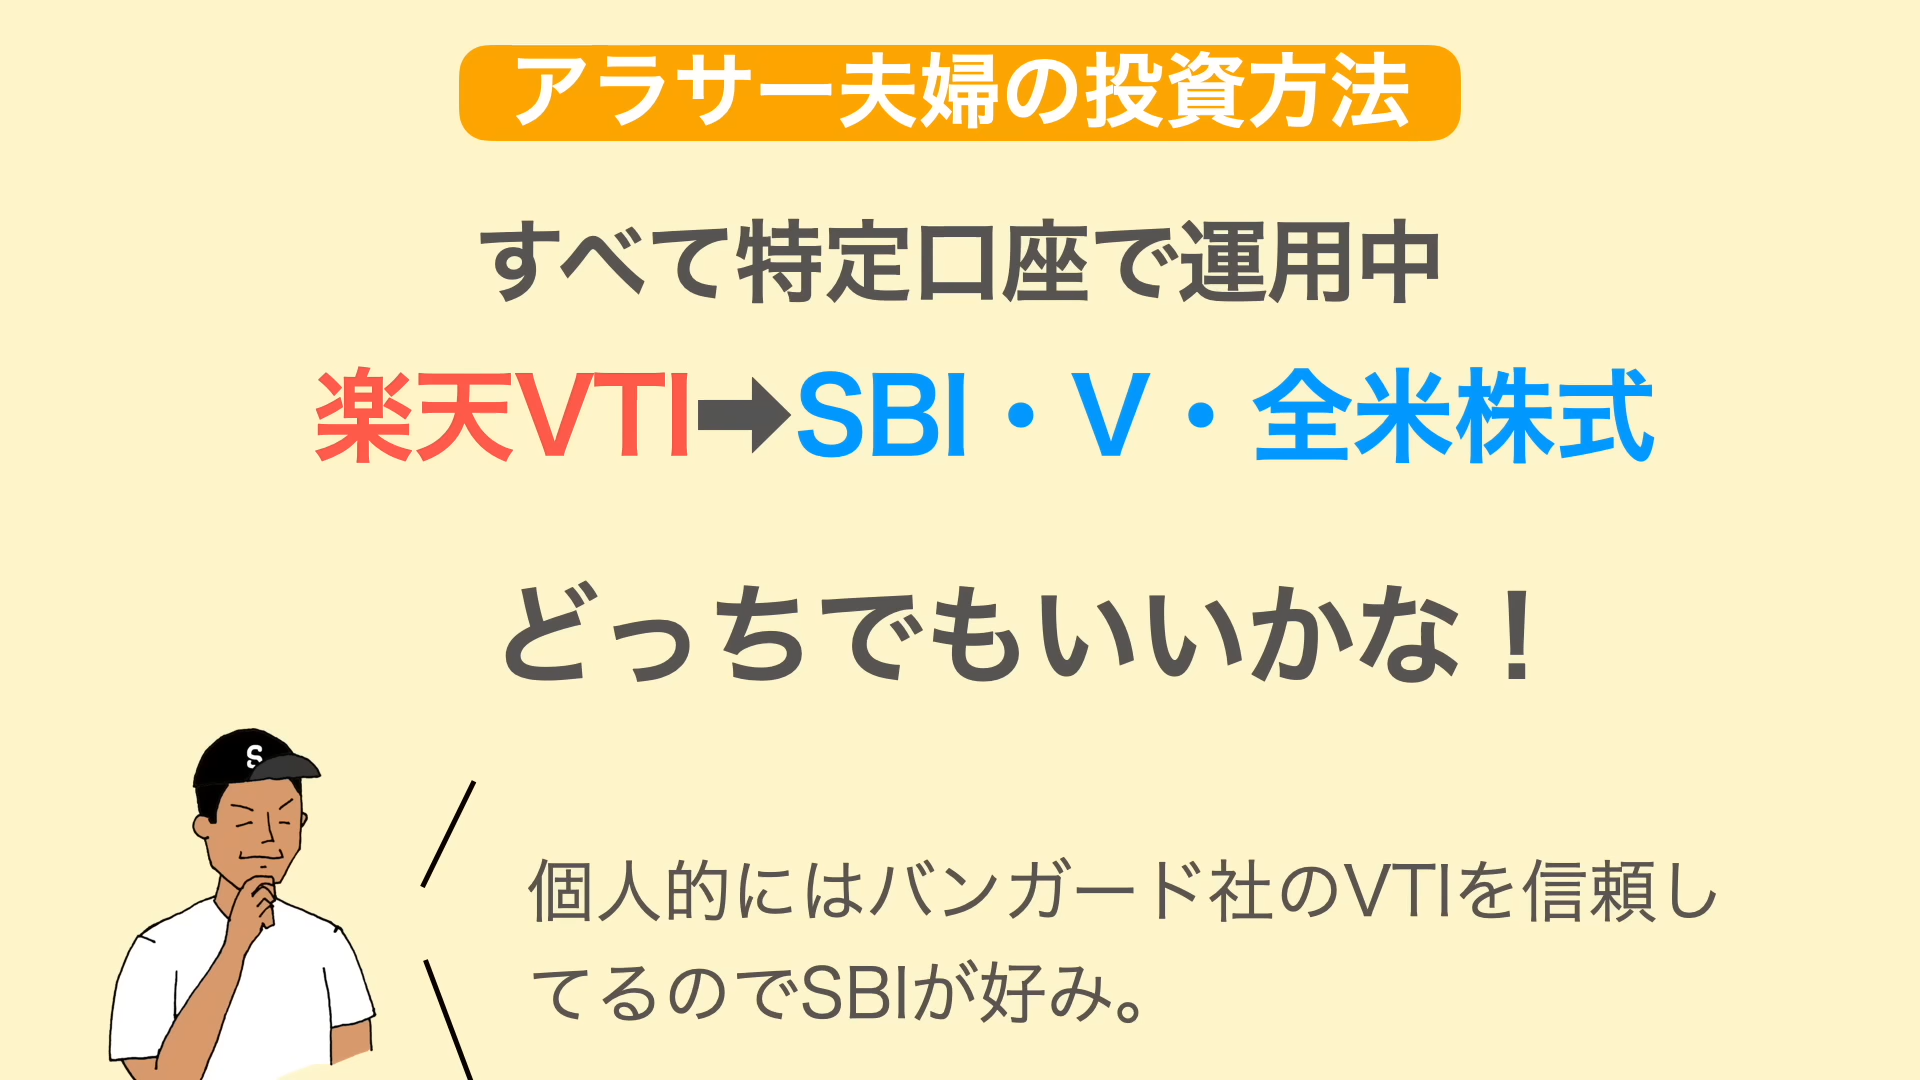 アラサー夫婦の投資方法
すべて特定口座で運用中
楽天VTI➡SBI・V・全米株式
どっちでもいいかな！
S
個人的にはバンガード社のVTIを信頼し
てるのでSBIが好み。